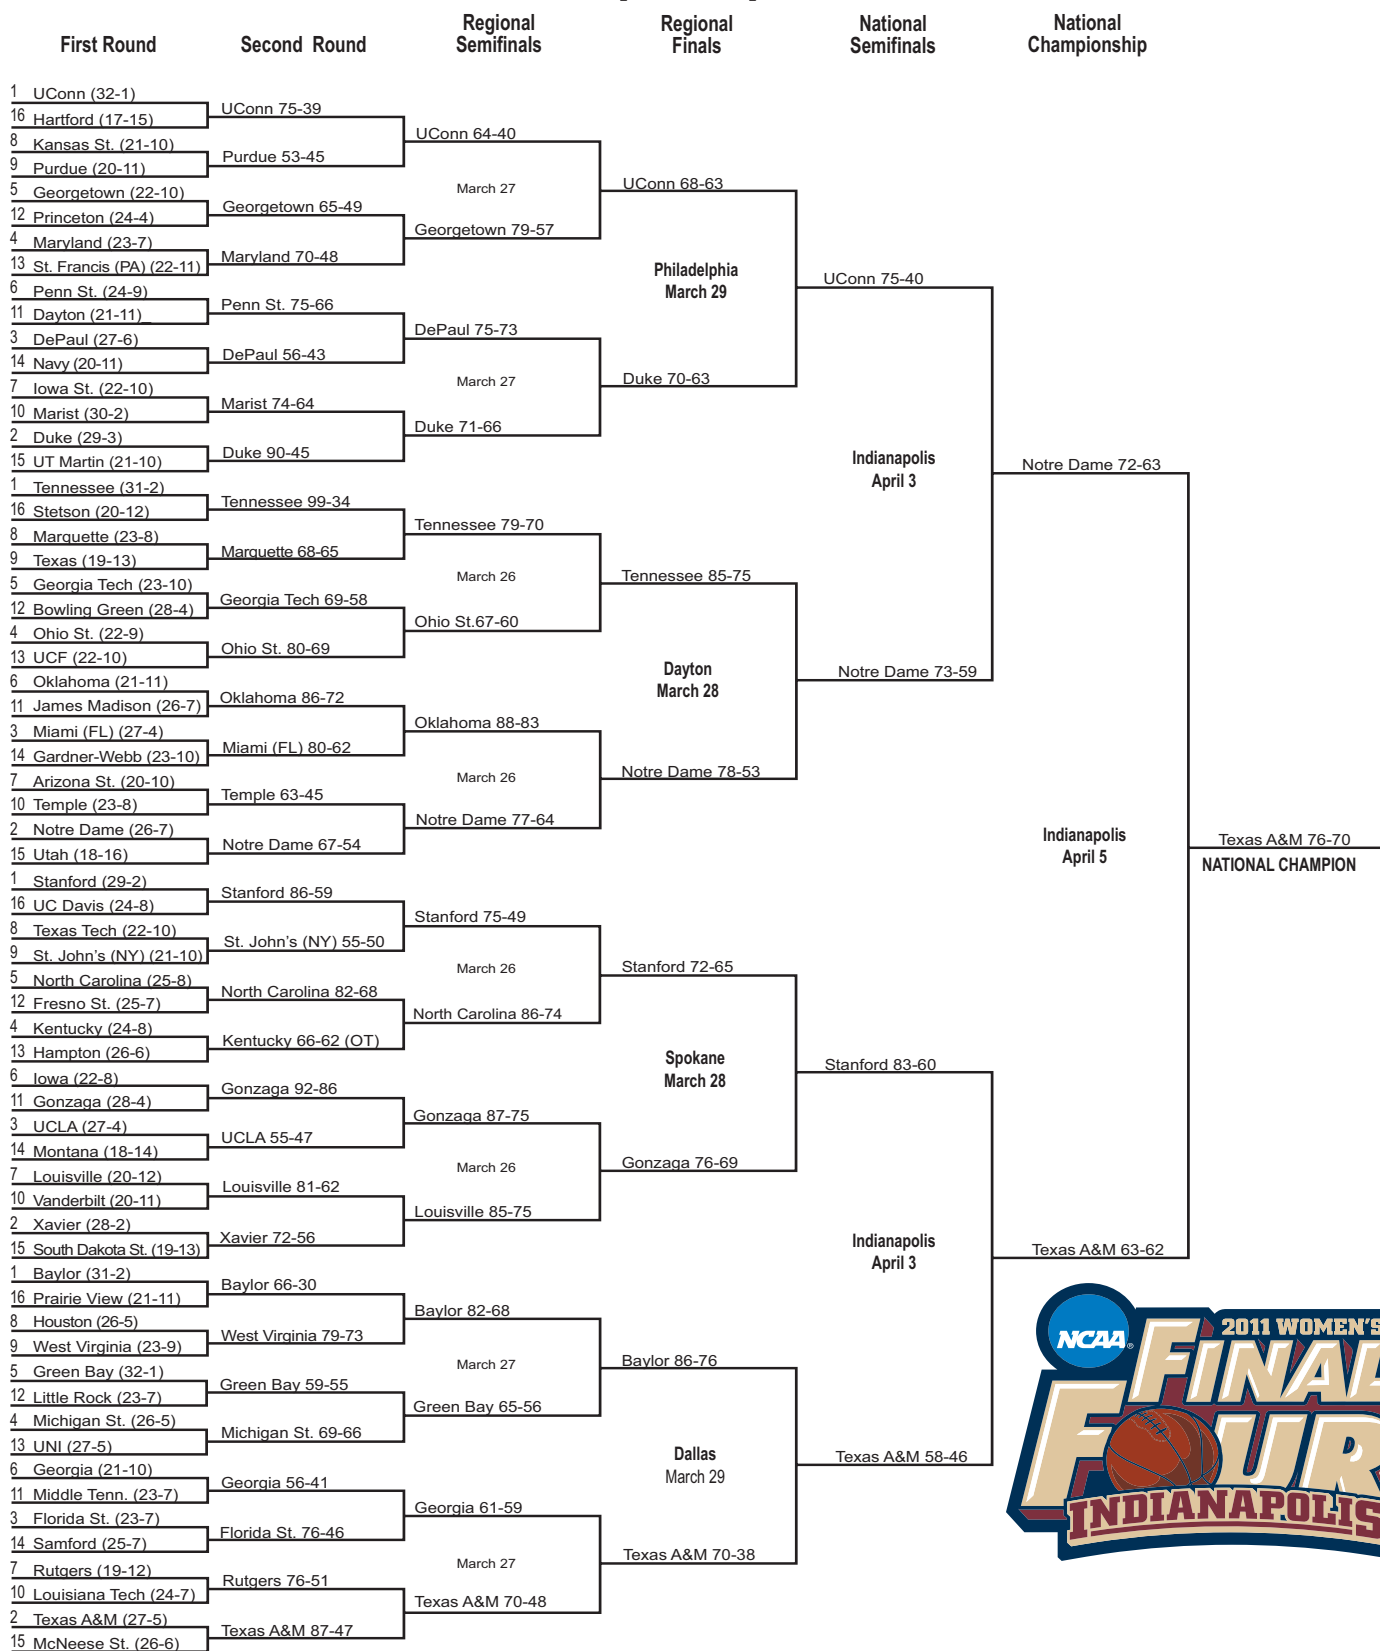 First Round
Second Round
Regional
Semifinals
Regional
Finals
National
Semifinals
National
Championship
1 UConn (32-1)
16 Hartford (17-15)
8 Kansas St. (21-10)
9 Purdue (20-11)
5 Georgetown (22-10)
12 Princeton (24-4)
4 Maryland (23-7)
13 St. Francis (PA) (22-11)
6 Penn St. (24-9)
11 Dayton (21-11)_
3 DePaul (27-6)
14 Navy (20-11)
7 Iowa St. (22-10)
10 Marist (30-2)
2 Duke (29-3)
15 UT Martin (21-10)
1 Tennessee (31-2)
16 Stetson (20-12)
8 Marquette (23-8)
9 Texas (19-13)
5 Georgia Tech (23-10)
12 Bowling Green (28-4)
4 Ohio St. (22-9)
13 UCF (22-10)
6 Oklahoma (21-11)
11 James Madison (26-7)
3 Miami (FL) (27-4)
14 Gardner-Webb (23-10)
7 Arizona St. (20-10)
10 Temple (23-8)
2 Notre Dame (26-7)
15 Utah (18-16)
1 Stanford (29-2)
16 UC Davis (24-8)
8 Texas Tech (22-10)
9 St. John's (NY) (21-10)
5 North Carolina (25-8)
12 Fresno St. (25-7)
4 Kentucky (24-8)
13 Hampton (26-6)
6 Iowa (22-8)
11 Gonzaga (28-4)
3 UCLA (27-4)
14 Montana (18-14)
7 Louisville (20-12)
10 Vanderbilt (20-11)
2 Xavier (28-2)
15 South Dakota St. (19-13)
1 Baylor (31-2)
16 Prairie View (21-11)
8 Houston (26-5)
9 West Virginia (23-9)
5 Green Bay (32-1)
12 Little Rock (23-7)
4 Michigan St. (26-5)
13 UNI (27-5)
6 Georgia (21-10)
11 Middle Tenn. (23-7)
3 Florida St. (23-7)
14 Samford (25-7)
7 Rutgers (19-12)
10 Louisiana Tech (24-7)
2 Texas A&M (27-5)
15 McNeese St. (26-6)
UConn 75-39
Purdue 53-45
Georgetown 65-49
Maryland 70-48
Penn St. 75-66
DePaul 56-43
Marist 74-64
Duke 90-45
Tennessee 99-34
Marquette 68-65
Georgia Tech 69-58
Ohio St. 80-69
Oklahoma 86-72
Miami (FL) 80-62
Temple 63-45
Notre Dame 67-54
Stanford 86-59
St. John's (NY) 55-50
North Carolina 82-68
Kentucky 66-62 (OT)
Gonzaga 92-86
UCLA 55-47
Louisville 81-62
Xavier 72-56
Baylor 66-30
West Virginia 79-73
Green Bay 59-55
Michigan St. 69-66
Georgia 56-41
Florida St. 76-46
Rutgers 76-51
Texas A&M 87-47
UConn 64-40
March 27
Georgetown 79-57
DePaul 75-73
March 27
Duke 71-66
Tennessee 79-70
March 26
Ohio St.67-60
Oklahoma 88-83
March 26
Notre Dame 77-64
Stanford 75-49
March 26
North Carolina 86-74
Gonzaga 87-75
March 26
Louisville 85-75
Baylor 82-68
March 27
Green Bay 65-56
Georgia 61-59
March 27
Texas A&M 70-48
UConn 68-63
Philadelphia
March 29
Duke 70-63
Tennessee 85-75
Dayton
March 28
Notre Dame 78-53
Stanford 72-65
Spokane
March 28
Gonzaga 76-69
Baylor 86-76
Dallas
March 29
Texas A&M 70-38
UConn 75-40
Indianapolis
April 3
Notre Dame 73-59
Stanford 83-60
Indianapolis
April 3
Texas A&M 58-46
Notre Dame 72-63
Indianapolis
April 5
Texas A&M 63-62
Texas A&M 76-70
NATIONAL CHAMPION
NCAA®
2011 WOMEN'S
FINAL
FOUR
INDIANAPOLIS